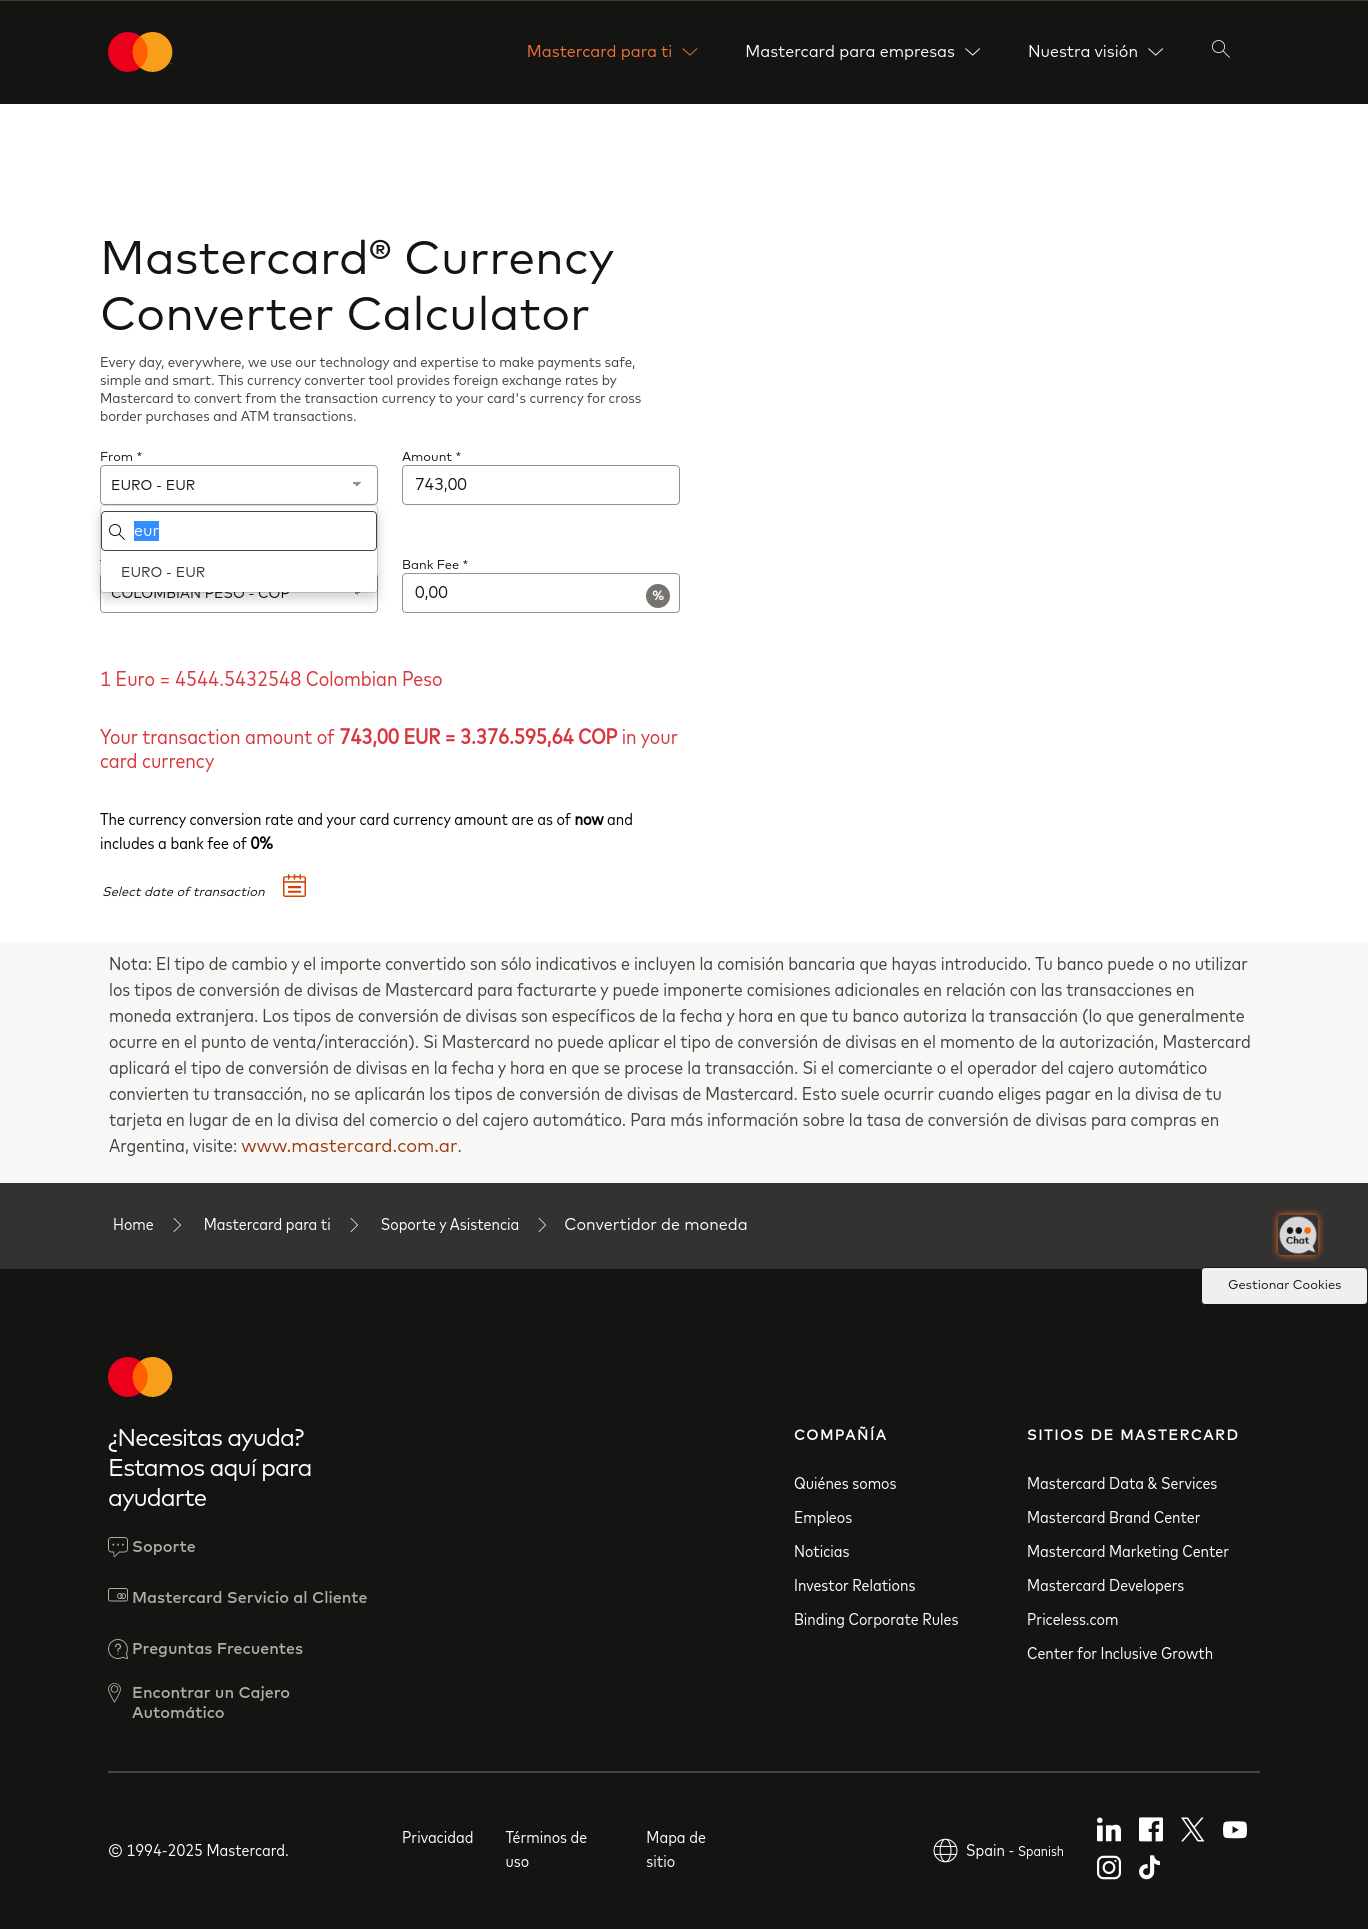 Mastercard para ti
Mastercard para empresas
Nuestra visión
Mastercard® Currency
Converter Calculator
Every day, everywhere, we use our technology and expertise to make payments safe,
simple and smart. This currency converter tool provides foreign exchange rates by
Mastercard to convert from the transaction currency to your card's currency for cross
border purchases and ATM transactions.
From *
Amount *
EURO - EUR
743,00
eur
EURO - EUR
Bank Fee *
COLOMBIAN PESO - COP
0,00
%
1 Euro = 4544.5432548 Colombian Peso
Your transaction amount of 743,00 EUR = 3.376.595,64 COP in your
card currency
The currency conversion rate and your card currency amount are as of now and
includes a bank fee of 0%
Select date of transaction
Nota: El tipo de cambio y el importe convertido son sólo indicativos e incluyen la comisión bancaria que hayas introducido. Tu banco puede o no utilizar
los tipos de conversión de divisas de Mastercard para facturarte y puede imponerte comisiones adicionales en relación con las transacciones en
moneda extranjera. Los tipos de conversión de divisas son específicos de la fecha y hora en que tu banco autoriza la transacción (lo que generalmente
ocurre en el punto de venta/interacción). Si Mastercard no puede aplicar el tipo de conversión de divisas en el momento de la autorización, Mastercard
aplicará el tipo de conversión de divisas en la fecha y hora en que se procese la transacción. Si el comerciante o el operador del cajero automático
convierten tu transacción, no se aplicarán los tipos de conversión de divisas de Mastercard. Esto suele ocurrir cuando eliges pagar en la divisa de tu
tarjeta en lugar de en la divisa del comercio o del cajero automático. Para más información sobre la tasa de conversión de divisas para compras en
Argentina, visite: www.mastercard.com.ar.
Home
Mastercard para ti
Soporte y Asistencia
Convertidor de moneda
Chat
Gestionar Cookies
¿Necesitas ayuda?
Estamos aquí para
ayudarte
Soporte
Mastercard Servicio al Cliente
Preguntas Frecuentes
Encontrar un Cajero
Automático
COMPAÑÍA
Quiénes somos
Empleos
Noticias
Investor Relations
Binding Corporate Rules
SITIOS DE MASTERCARD
Mastercard Data & Services
Mastercard Brand Center
Mastercard Marketing Center
Mastercard Developers
Priceless.com
Center for Inclusive Growth
© 1994-2025 Mastercard.
Privacidad
Términos de
uso
Mapa de
sitio
Spain - Spanish